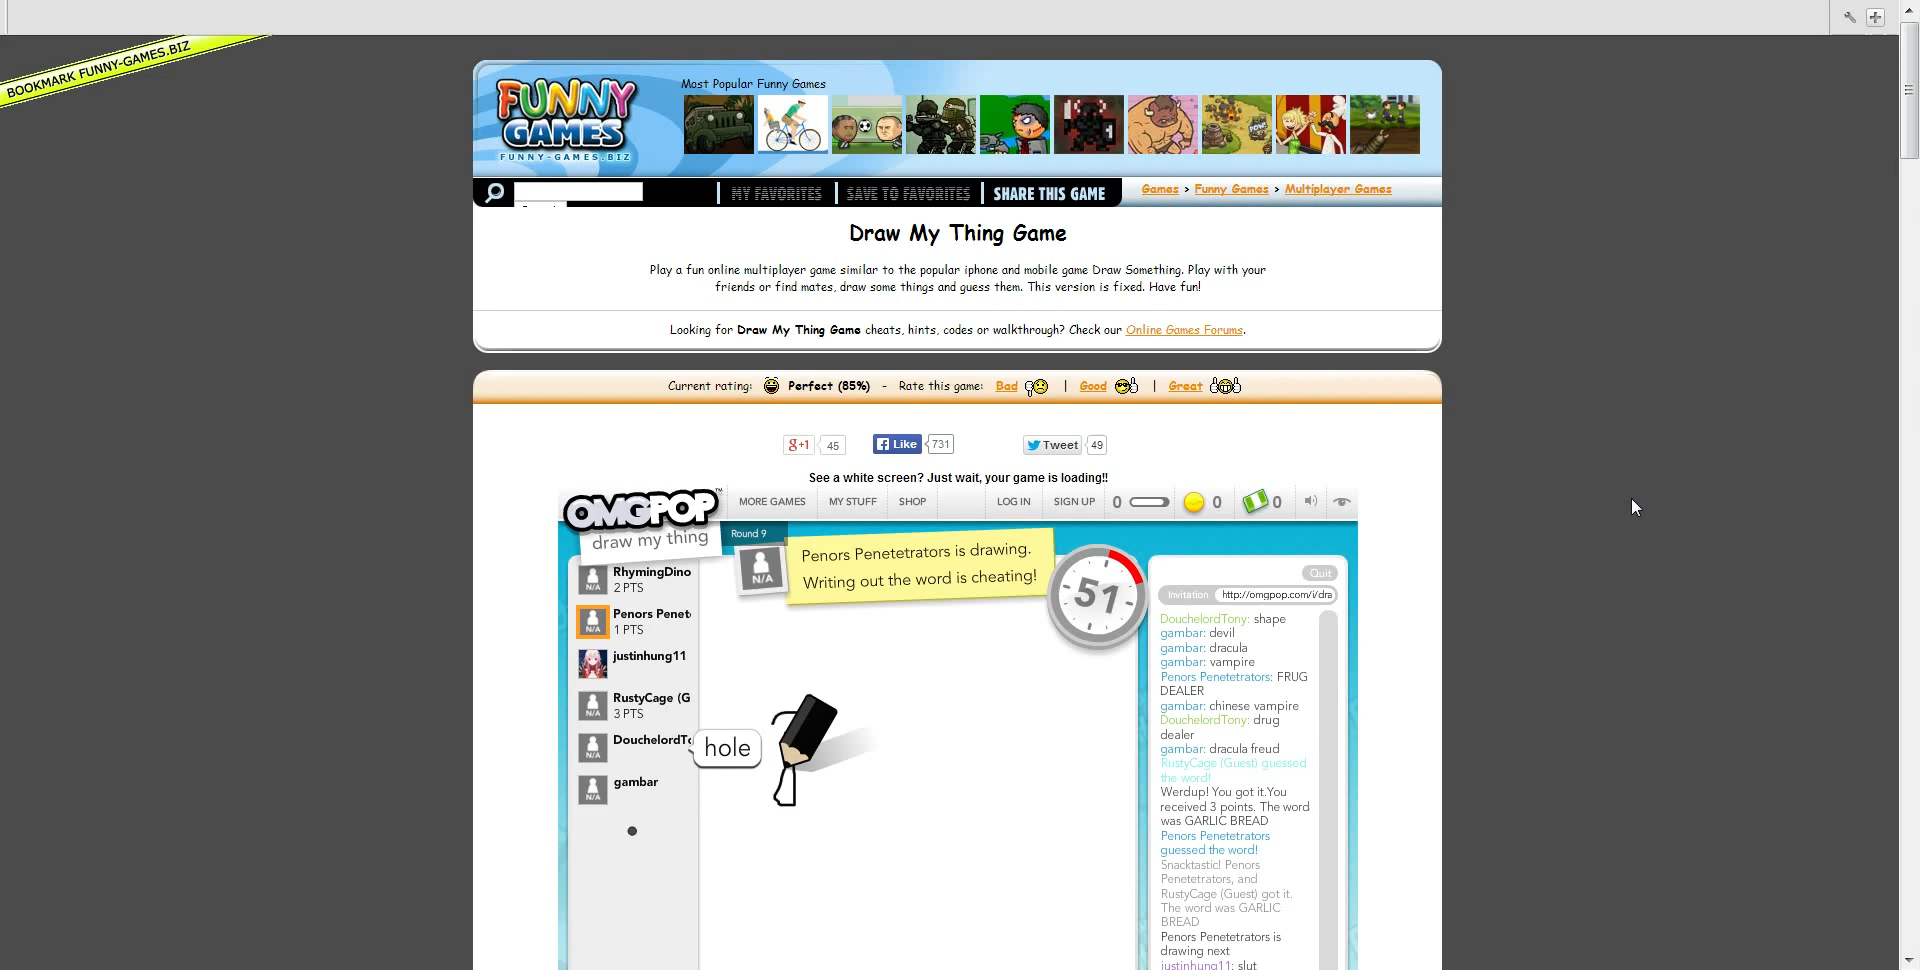 BOOKMARK FUNNY-GAMES.BIZ
FUNNY
GAMES
FUNNY-GAMES.BIZ
Most Popular Funny Games
MY FAVORITES
SAVE TO FAVORITES
SHARE THIS GAME
Games > Funny Games > Multiplayer Games
Draw My Thing Game
Play a fun online multiplayer game similar to the popular iphone and mobile game Draw Something. Play with your
friends or find mates, draw some things and guess them. This version is fixed. Have fun!
Looking for Draw My Thing Game cheats, hints, codes or walkthrough? Check our Online Games Forums.
Current rating: Perfect (85%) - Rate this game: Bad | Good | Great
g+1 45 Like 731 Tweet 49
See a white screen? Just wait, your game is loading!!
OMGPOP™ MORE GAMES MY STUFF SHOP LOG IN SIGN UP 0 0 0
draw my thing
Round 9
N/A
Penors Penetetrators is drawing.
Writing out the word is cheating!
51
N/A RhymingDino
2 PTS
N/A Penors Penet
1 PTS
justinhung11
N/A RustyCage (G
3 PTS
N/A DouchelordTo
hole
N/A gambar
Quit
Invitation http://omgpop.com/i/dra
DouchelordTony: shape
gambar: devil
gambar: dracula
gambar: vampire
Penors Penetetrators: FRUG
DEALER
gambar: chinese vampire
DouchelordTony: drug
dealer
gambar: dracula freud
RustyCage (Guest) guessed
the word!
Werdup! You got it.You
received 3 points. The word
was GARLIC BREAD
Penors Penetetrators
guessed the word!
Snacktastic! Penors
Penetetrators, and
RustyCage (Guest) got it.
The word was GARLIC
BREAD
Penors Penetetrators is
drawing next
justinhung11: slut